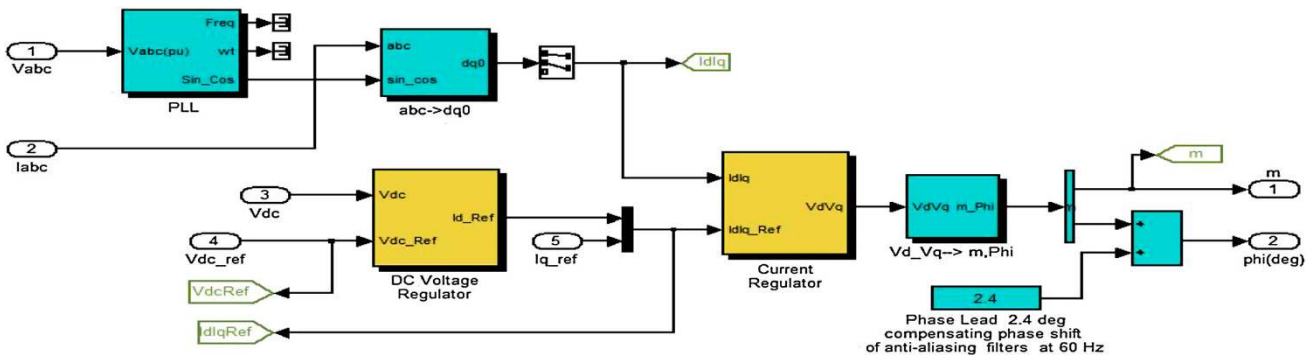 1
Vabc
Vabc(pu)
Freq
wt
Sin_Cos
PLL
2
Iabc
abc
sin_cos
dq0
abc->dq0
IdIq
3
Vdc
4
Vdc_ref
Vdc
Vdc_Ref
Id_Ref
DC Voltage
Regulator
5
Iq_ref
VdcRef
IdIqRef
IdIq
IdIq_Ref
VdVq
Current
Regulator
VdVq m_Phi
Vd_Vq--> m,Phi
m
m
1
2
phi(deg)
+
+
2.4
Phase Lead 2.4 deg
compensating phase shift
of anti-aliasing filters at 60 Hz